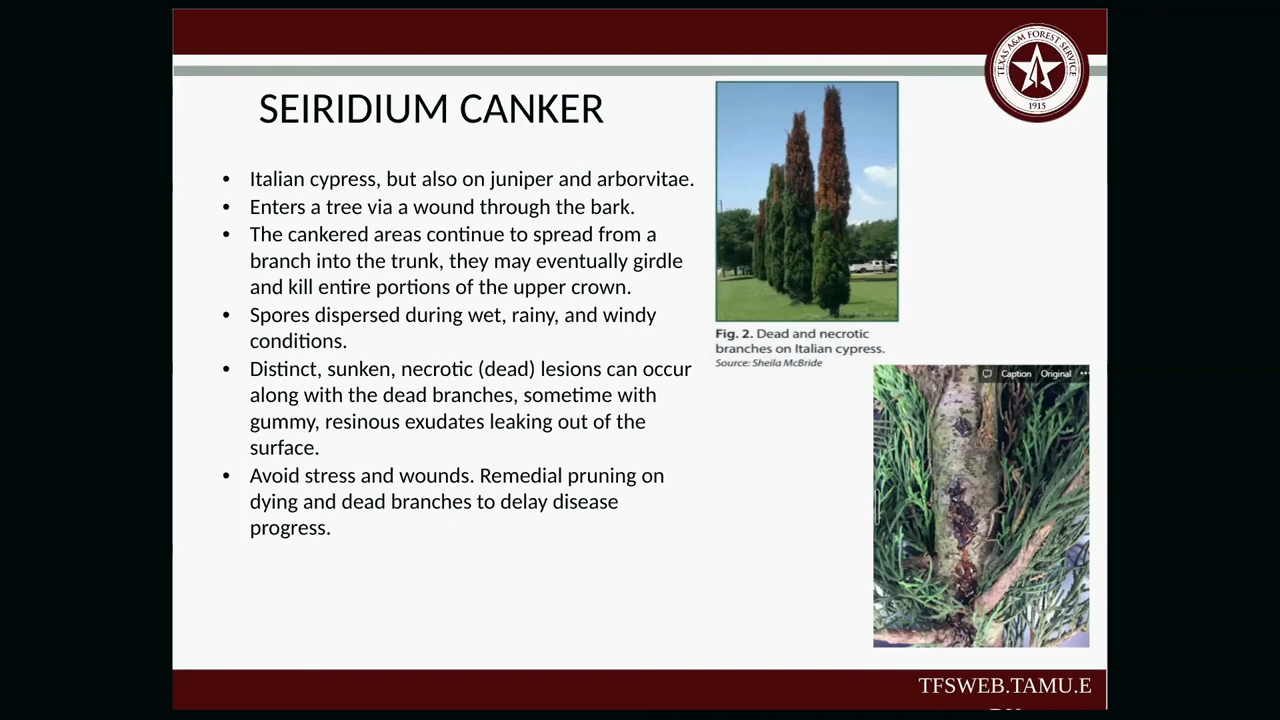 TEXAS A&M FOREST SERVICE
1915
SEIRIDIUM CANKER
• Italian cypress, but also on juniper and arborvitae.
• Enters a tree via a wound through the bark.
• The cankered areas continue to spread from a
branch into the trunk, they may eventually girdle
and kill entire portions of the upper crown.
• Spores dispersed during wet, rainy, and windy
conditions.
• Distinct, sunken, necrotic (dead) lesions can occur
along with the dead branches, sometime with
gummy, resinous exudates leaking out of the
surface.
• Avoid stress and wounds. Remedial pruning on
dying and dead branches to delay disease
progress.
Fig. 2. Dead and necrotic
branches on Italian cypress.
Source: Sheila McBride
Caption Original
TFSWEB.TAMU.E